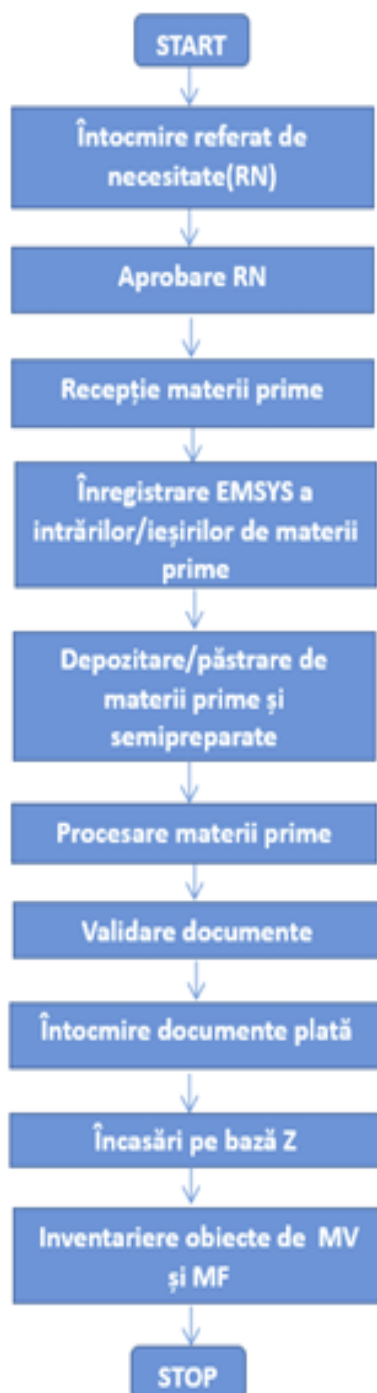 START
Întocmire referat de
necesitate(RN)
Aprobare RN
Recepție materii prime
Înregistrare EMSYS a
intrărilor/ieșirilor de materii
prime
Depozitare/păstrare de
materii prime și
semipreparate
Procesare materii prime
Validare documente
Întocmire documente plată
Încasări pe bază Z
Inventariere obiecte de MV
și MF
STOP